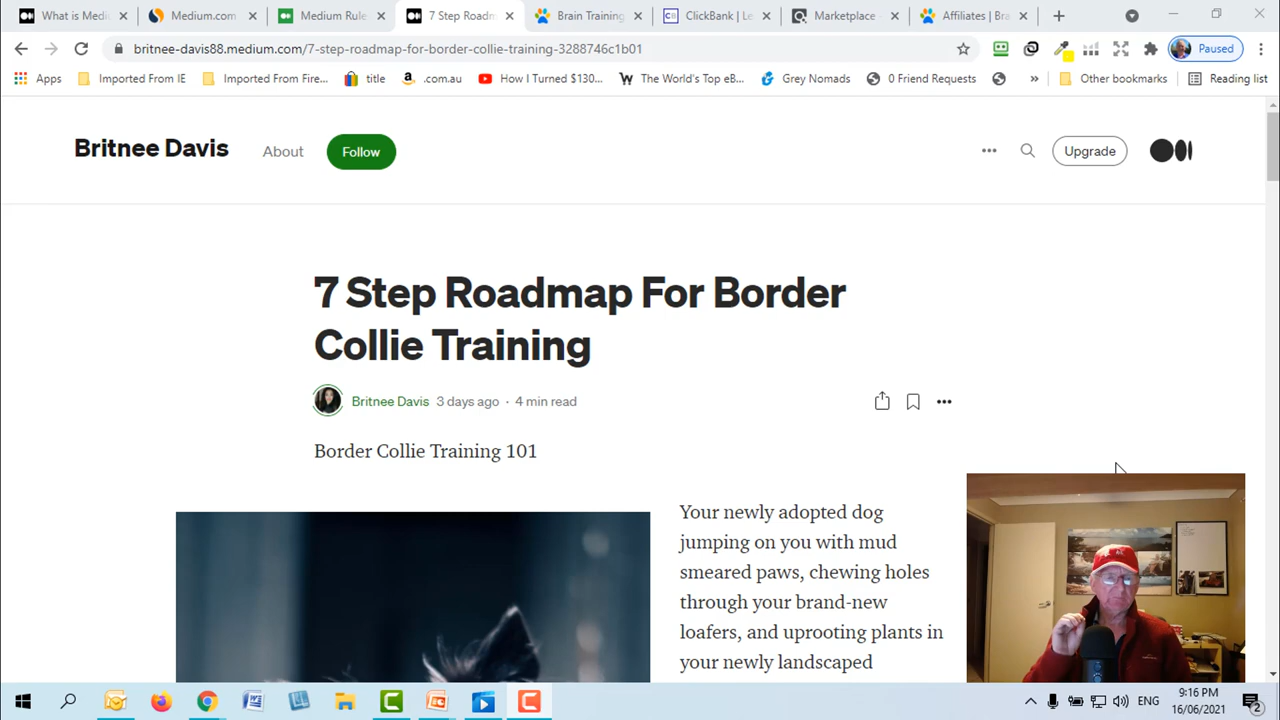 What is Medi
Medium.com
Medium Rule
7 Step Roadm
Brain Training
ClickBank | Le
Marketplace
Affiliates | Bra
britnee-davis88.medium.com/7-step-roadmap-for-border-collie-training-3288746c1b01
Paused
Apps
Imported From IE
Imported From Fire...
title
.com.au
How I Turned $130...
The World's Top eB...
Grey Nomads
0 Friend Requests
Other bookmarks
Reading list
Britnee Davis
About
Follow
Upgrade
7 Step Roadmap For Border
Collie Training
Britnee Davis 3 days ago · 4 min read
Border Collie Training 101
Your newly adopted dog
jumping on you with mud
smeared paws, chewing holes
through your brand-new
loafers, and uprooting plants in
your newly landscaped
ENG
9:16 PM
16/06/2021
2